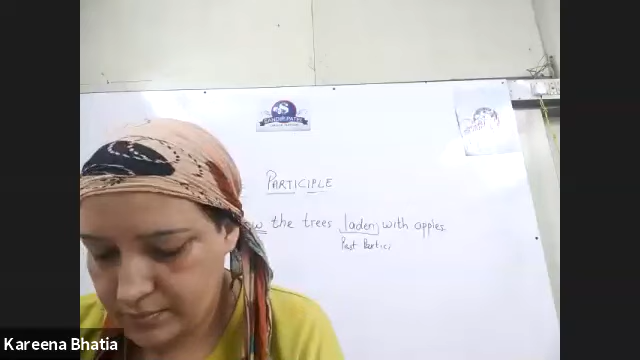 PARTICIPLE
the trees laden with apples.
Past Partici
Kareena Bhatia